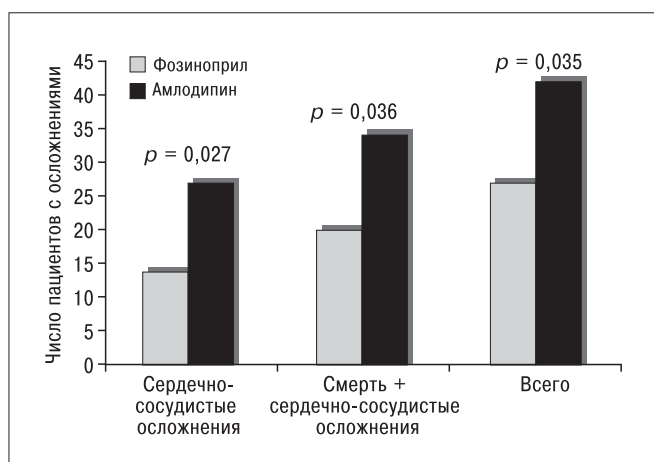 Число пациентов с осложнениями
45
40
35
30
25
20
15
10
5
0
Фозиноприл
Амлодипин
p = 0,027
p = 0,036
p = 0,035
Сердечно-
сосудистые
осложнения
Смерть +
сердечно-сосудистые
осложнения
Всего